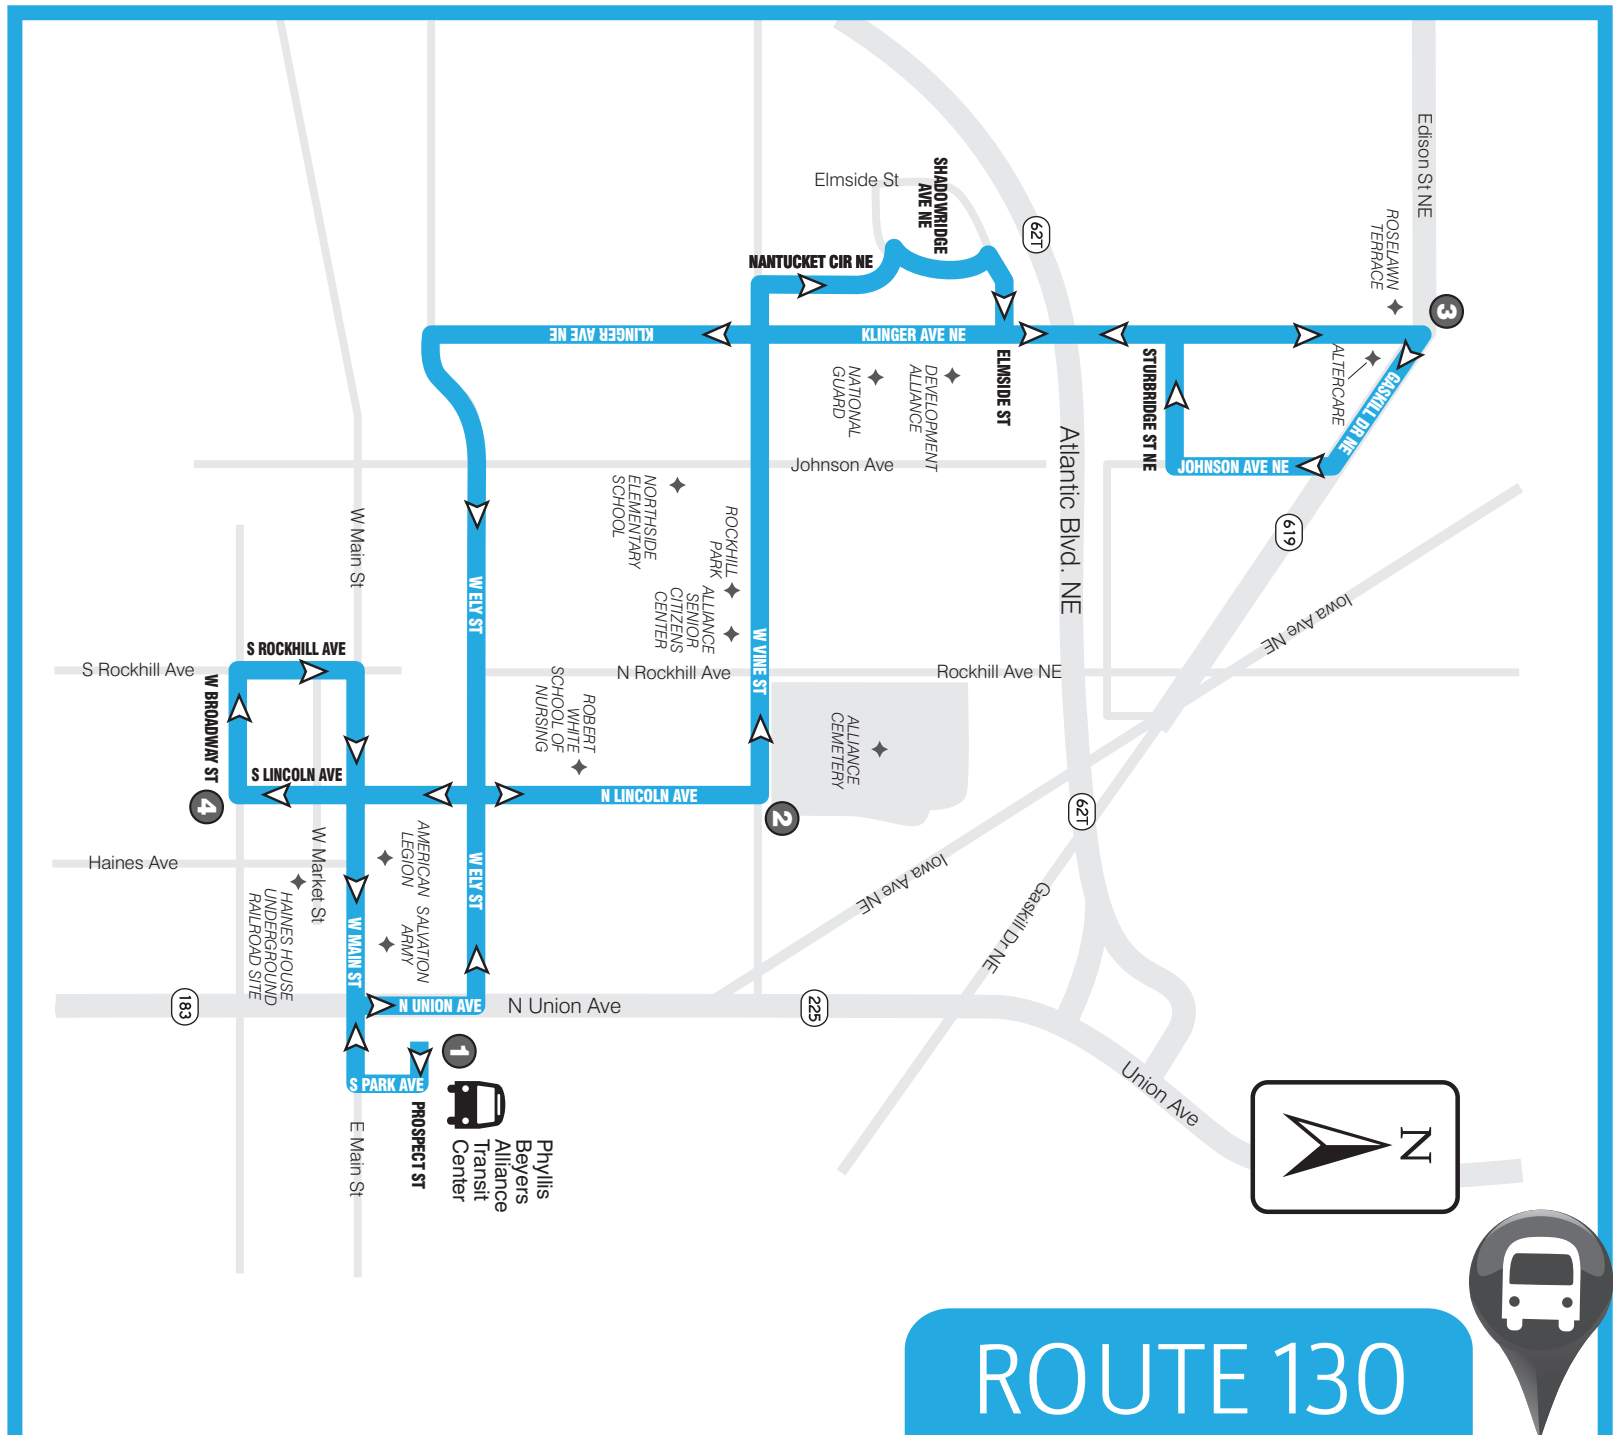 Edison St NE
ROSELAWN
TERRACE
3
Elmside St
SHADOWRIDGE
AVE NE
62T
NANTUCKET CIR NE
KLINGER AVE NE
KLINGER AVE NE
ELMSIDE ST
STURBRIDGE ST NE
ALTERCARE
GASKILL DR NE
JOHNSON AVE NE
NATIONAL
GUARD
DEVELOPMENT
ALLIANCE
Johnson Ave
Atlantic Blvd. NE
619
NORTHSIDE
ELEMENTARY
SCHOOL
ROCKHILL
PARK
ALLIANCE
SENIOR
CITIZENS
CENTER
W Main St
W ELY ST
W VINE ST
Iowa Ave NE
S ROCKHILL AVE
S Rockhill Ave
N Rockhill Ave
Rockhill Ave NE
W BROADWAY ST
ROBERT
WHITE
SCHOOL OF
NURSING
ALLIANCE
CEMETERY
S LINCOLN AVE
N LINCOLN AVE
4
2
62T
Haines Ave
W Market St
AMERICAN
LEGION
SALVATION
ARMY
W ELY ST
HAINES HOUSE
UNDERGROUND
RAILROAD SITE
W MAIN ST
Iowa Ave NE
Gaskill Dr NE
183
N UNION AVE
N Union Ave
225
1
S PARK AVE
PROSPECT ST
E Main St
Phyllis
Beyers
Alliance
Transit
Center
Union Ave
N
ROUTE 130